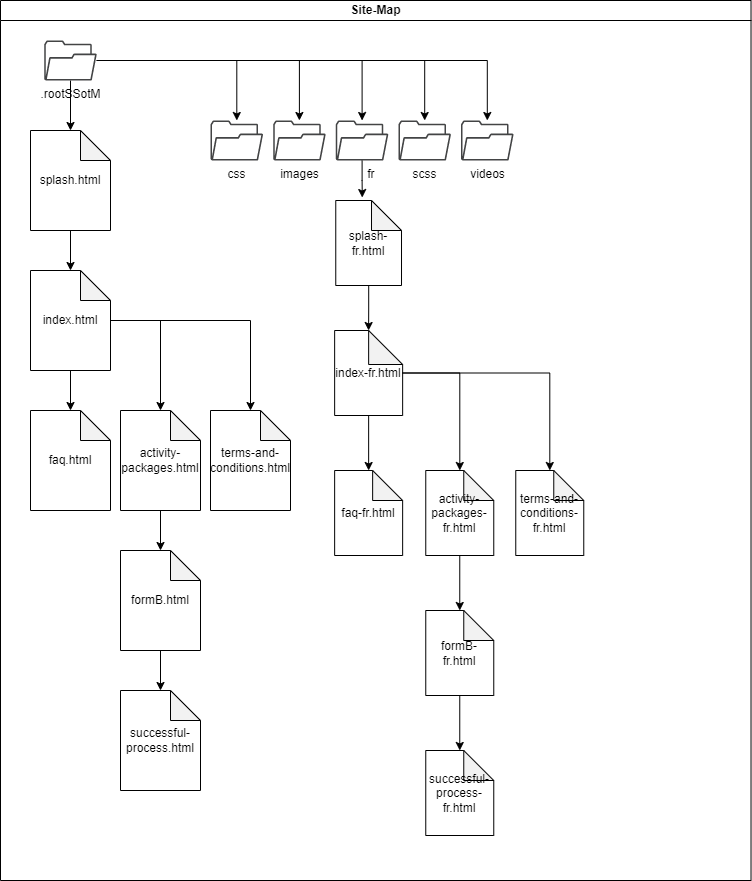 Site-Map
.rootSSotM
css
images
fr
scss
videos
splash.html
splash-
fr.html
index.html
index-fr.html
faq.html
activity-
packages.html
terms-and-
conditions.html
faq-fr.html
activity-
packages-
fr.html
terms-and-
conditions-
fr.html
formB.html
formB-
fr.html
successful-
process.html
successful-
process-
fr.html